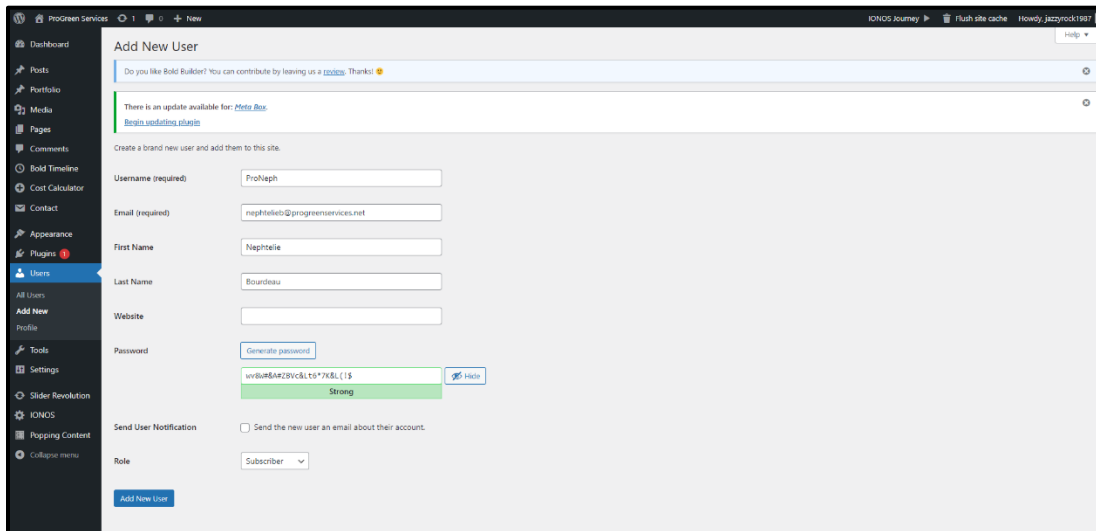 ProGreen Services 1 0 + New IONOS Journey Flush site cache Howdy, jazzyrock1987
Help
Dashboard
Posts
Portfolio
Media
Pages
Comments
Bold Timeline
Cost Calculator
Contact
Appearance
Plugins 1
Users
All Users
Add New
Profile
Tools
Settings
Slider Revolution
IONOS
Popping Content
Collapse menu
Add New User
Do you like Bold Builder? You can contribute by leaving us a review. Thanks! 🙂
There is an update available for: Meta Box.
Begin updating plugin
Create a brand new user and add them to this site.
Username (required) ProNeph
Email (required) nephtelieb@progreenservices.net
First Name Nephtelie
Last Name Bourdeau
Website
Password Generate password
Hide
Strong
Send User Notification Send the new user an email about their account.
Role Subscriber
Add New User